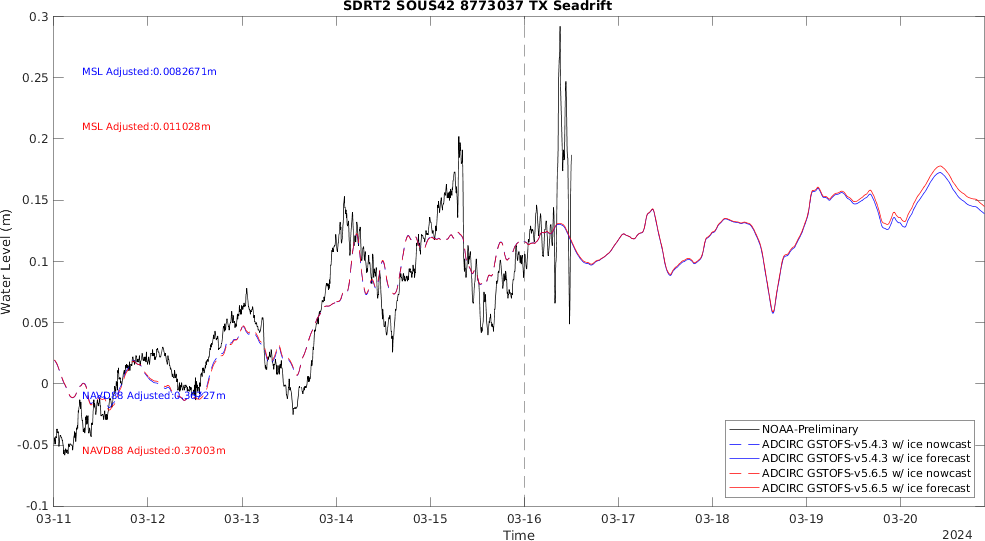 SDRT2 SOUS42 8773037 TX Seadrift
Water Level (m)
0.3
0.25
0.2
0.15
0.1
0.05
0
-0.05
-0.1
MSL Adjusted:0.0082671m
MSL Adjusted:0.011028m
NAVD88
NAVD88 Adjusted:0.37003m
NOAA-Preliminary
ADCIRC GSTOFS-v5.4.3 w/ ice nowcast
ADCIRC GSTOFS-v5.4.3 w/ ice forecast
ADCIRC GSTOFS-v5.6.5 w/ ice nowcast
ADCIRC GSTOFS-v5.6.5 w/ ice forecast
03-11 03-12 03-13 03-14 03-15 03-16 03-17 03-18 03-19 03-20
Time
2024